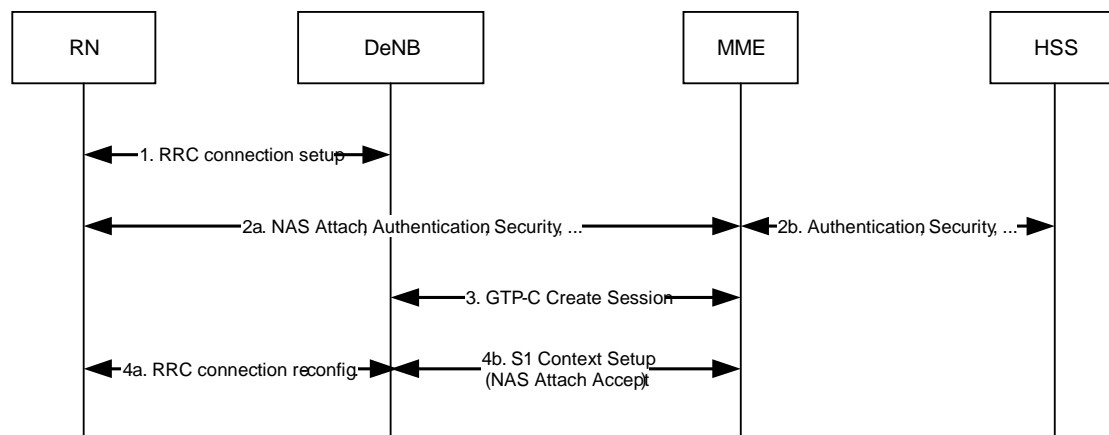 RN
DeNB
MME
HSS
1. RRC connection setup
2a. NAS Attach, Authentication, Security, ...
2b. Authentication, Security, ...
3. GTP-C Create Session
4a. RRC connection reconfig.
4b. S1 Context Setup
(NAS Attach Accept)